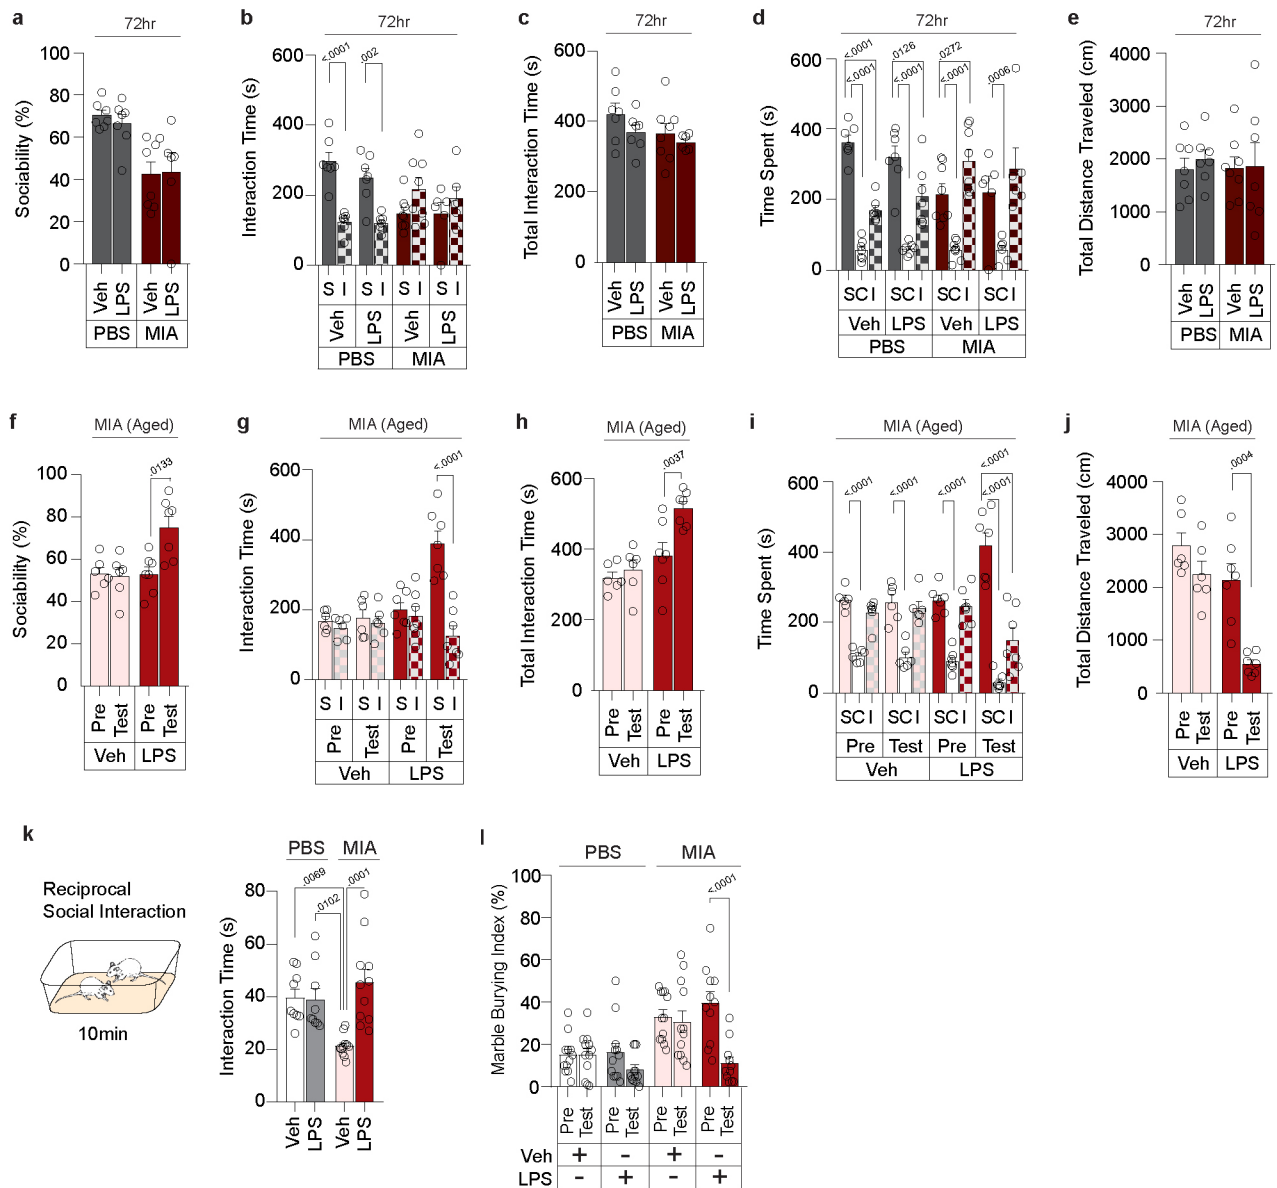 a
72hr
Sociability (%)
100
80
60
40
20
0
Veh
LPS
Veh
LPS
PBS
MIA
b
72hr
Interaction Time (s)
600
400
200
0
<.0001
.002
S I S I S I S I
Veh
LPS
Veh
LPS
PBS
MIA
c
72hr
Total Interaction Time (s)
600
400
200
0
Veh
LPS
Veh
LPS
PBS
MIA
d
72hr
Time Spent (s)
600
400
200
0
<.0001
<.0001
.0126
<.0001
.0272
<.0001
.0006
SCI SCI SCI SCI
Veh LPS Veh LPS
PBS
MIA
e
72hr
Total Distance Traveled (cm)
4000
3000
2000
1000
0
Veh
LPS
Veh
LPS
PBS
MIA
f
MIA (Aged)
Sociability (%)
100
80
60
40
20
0
.0133
Pre
Test
Pre
Test
Veh
LPS
g
MIA (Aged)
Interaction Time (s)
600
400
200
0
<.0001
S I S I S I S I
Pre
Test
Pre
Test
Veh
LPS
h
MIA (Aged)
Total Interaction Time (s)
600
400
200
0
.0037
Pre
Test
Pre
Test
Veh
LPS
i
MIA (Aged)
Time Spent (s)
600
400
200
0
<.0001
<.0001
<.0001
<.0001
<.0001
SCI SCI SCI SCI
Pre Test Pre Test
Veh
LPS
j
MIA (Aged)
Total Distance Traveled (cm)
4000
3000
2000
1000
0
.0004
Pre
Test
Pre
Test
Veh
LPS
k
Reciprocal
Social Interaction
10min
PBS
MIA
Interaction Time (s)
80
60
40
20
0
.0069
.0001
.0102
Veh
LPS
Veh
LPS
l
PBS
MIA
Marble Burying Index (%)
100
80
60
40
20
0
<.0001
Pre
Test
Pre
Test
Pre
Test
Pre
Test
Veh + - + -
LPS - + - +